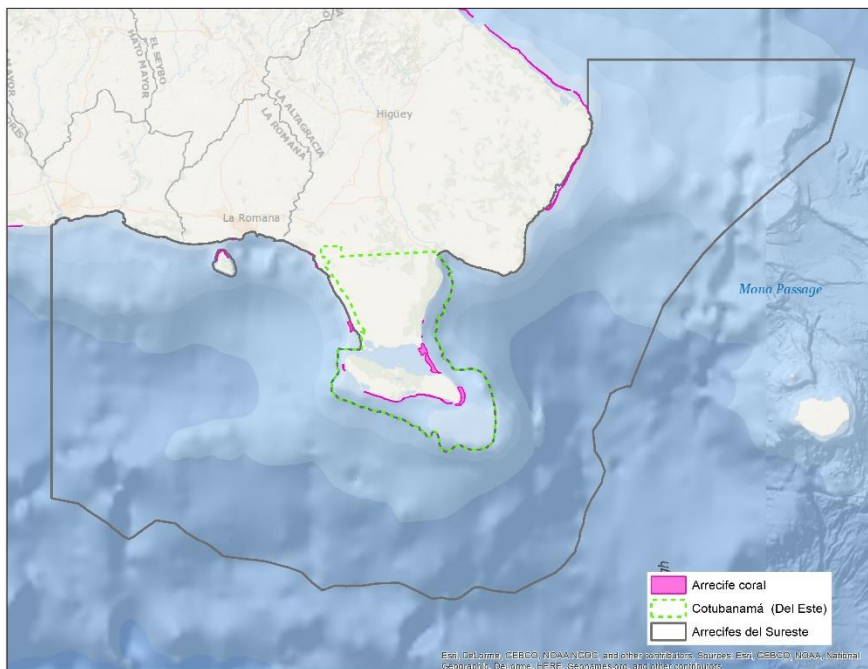 EL SEYBO
HATO MAYOR
LA ALTAGRACIA
LA ROMANA
Higüey
La Romana
Mona Passage
Arrecife coral
Cotubanamá (Del Este)
Arrecifes del Sureste
Esri, DeLorme, GEBCO, NOAA NGDC, and other contributors, Sources: Esri, GEBCO, NOAA, National
Geographic, DeLorme, HERE, Geonames.org, and other contributors